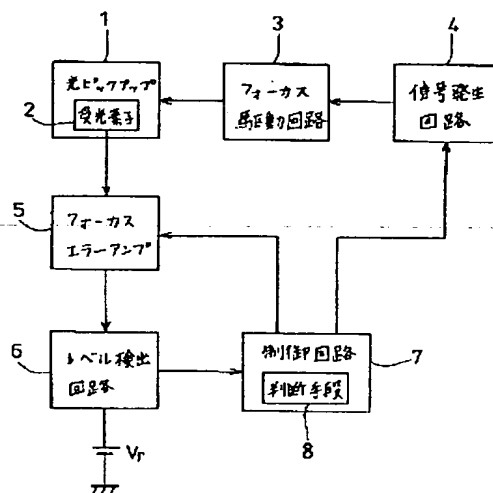 1
3
4
光ピックアップ
2
受光素子
フォーカス
駆動回路
信号発生
回路
5
フォーカス
エラーアンプ
6
レベル検出
回路
制御回路
7
判断手段
8
Vr